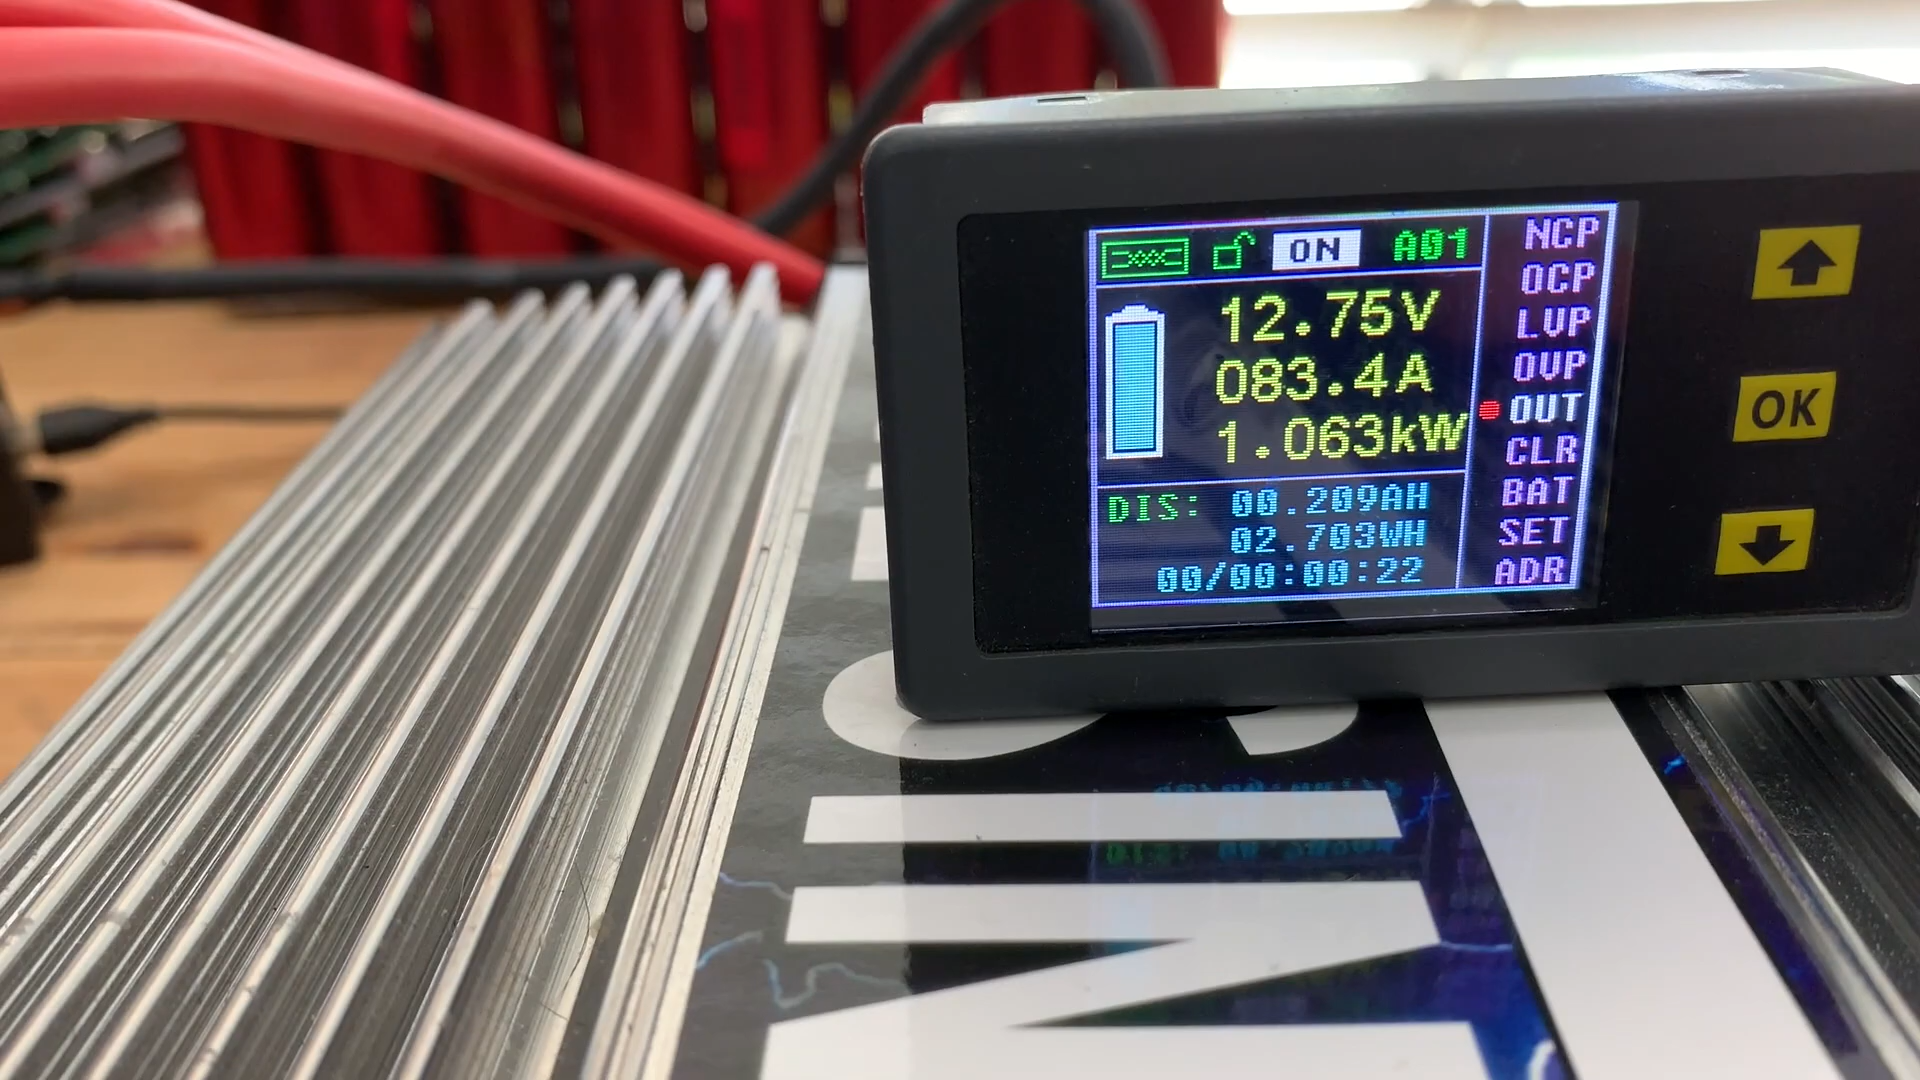 ON A01
12.75V
083.4A
1.063kW
DIS: 00.209AH
02.703WH
00/00:00:22
NCP
OCP
LVP
OVP
OUT
CLR
BAT
SET
ADR
OK